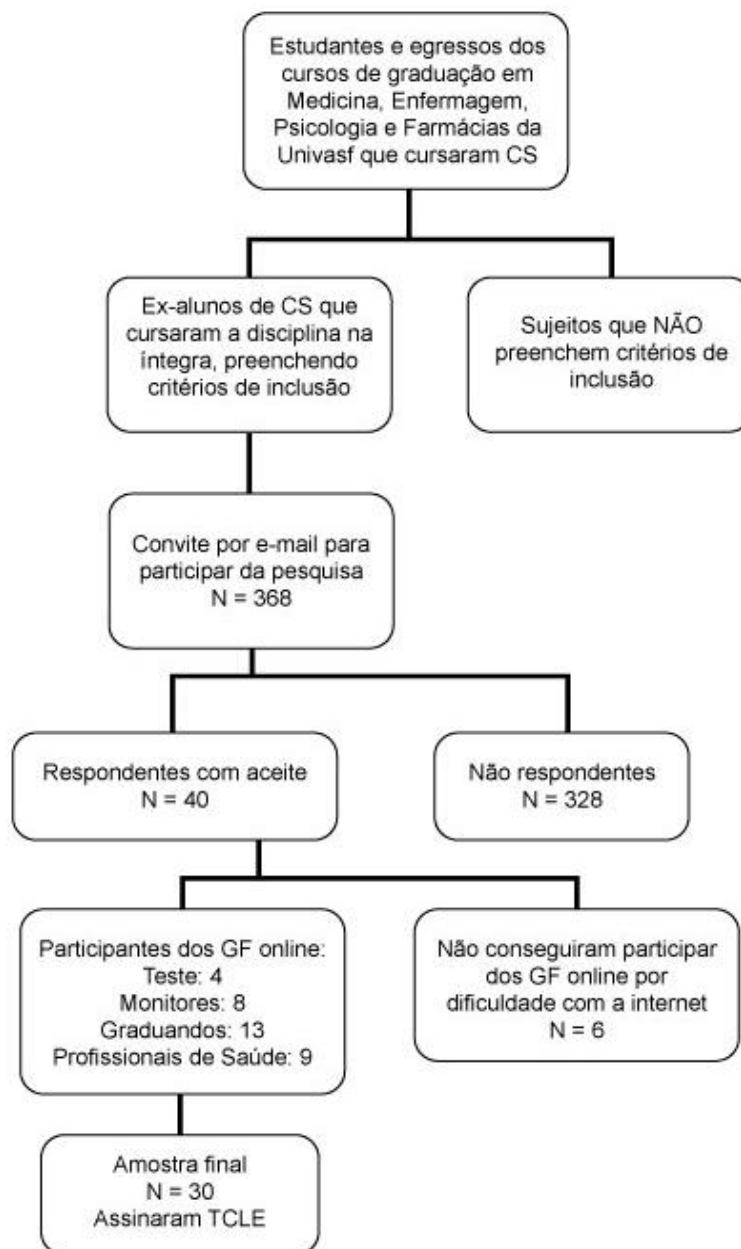 Estudantes e egressos dos
cursos de graduação em
Medicina, Enfermagem,
Psicologia e Farmácias da
Univasf que cursaram CS
Ex-alunos de CS que
cursaram a disciplina na
íntegra, preenchendo
critérios de inclusão
Sujeitos que NÃO
preenchem critérios de
inclusão
Convite por e-mail para
participar da pesquisa
N = 368
Respondentes com aceite
N = 40
Não respondentes
N = 328
Participantes dos GF online:
Teste: 4
Monitores: 8
Graduandos: 13
Profissionais de Saúde: 9
Não conseguiram participar
dos GF online por
dificuldade com a internet
N = 6
Amostra final
N = 30
Assinaram TCLE